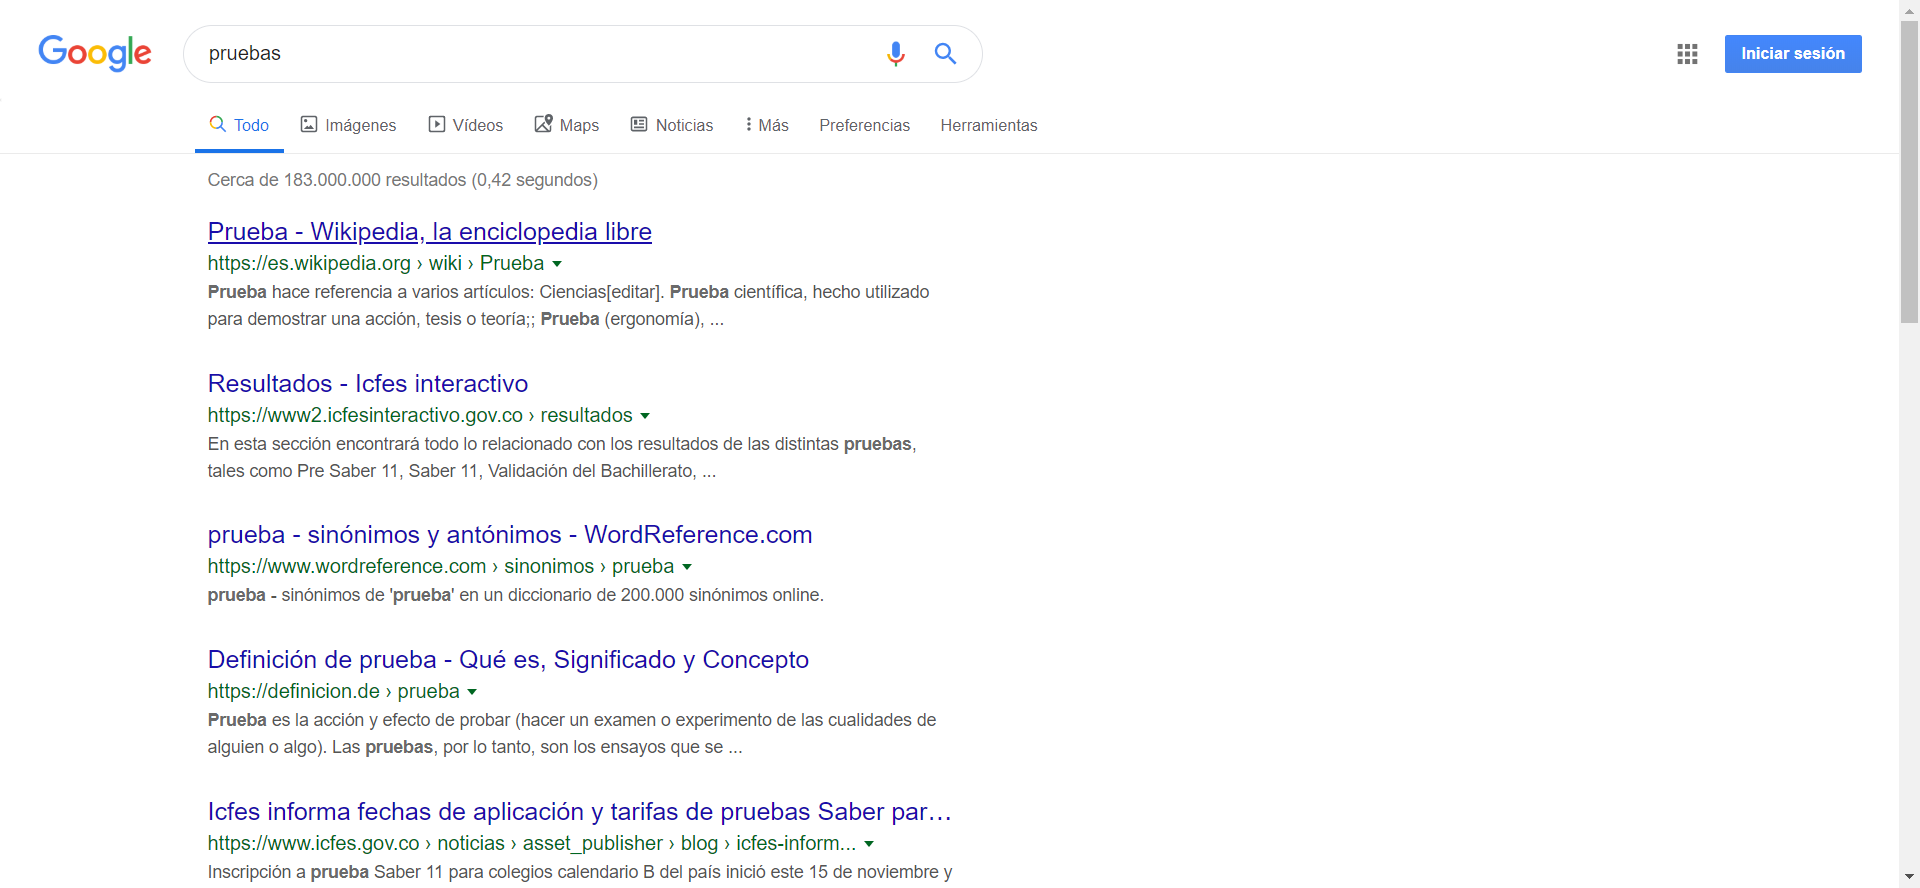 Google
pruebas
Iniciar sesión
Todo Imágenes Vídeos Maps Noticias Más Preferencias Herramientas
Cerca de 183.000.000 resultados (0,42 segundos)
Prueba - Wikipedia, la enciclopedia libre
https://es.wikipedia.org › wiki › Prueba
Prueba hace referencia a varios artículos: Ciencias[editar]. Prueba científica, hecho utilizado
para demostrar una acción, tesis o teoría;; Prueba (ergonomía), ...
Resultados - Icfes interactivo
https://www2.icfesinteractivo.gov.co › resultados
En esta sección encontrará todo lo relacionado con los resultados de las distintas pruebas,
tales como Pre Saber 11, Saber 11, Validación del Bachillerato, ...
prueba - sinónimos y antónimos - WordReference.com
https://www.wordreference.com › sinonimos › prueba
prueba - sinónimos de 'prueba' en un diccionario de 200.000 sinónimos online.
Definición de prueba - Qué es, Significado y Concepto
https://definicion.de › prueba
Prueba es la acción y efecto de probar (hacer un examen o experimento de las cualidades de
alguien o algo). Las pruebas, por lo tanto, son los ensayos que se ...
Icfes informa fechas de aplicación y tarifas de pruebas Saber par...
https://www.icfes.gov.co › noticias › asset_publisher › blog › icfes-inform...
Inscripción a prueba Saber 11 para colegios calendario B del país inició este 15 de noviembre y